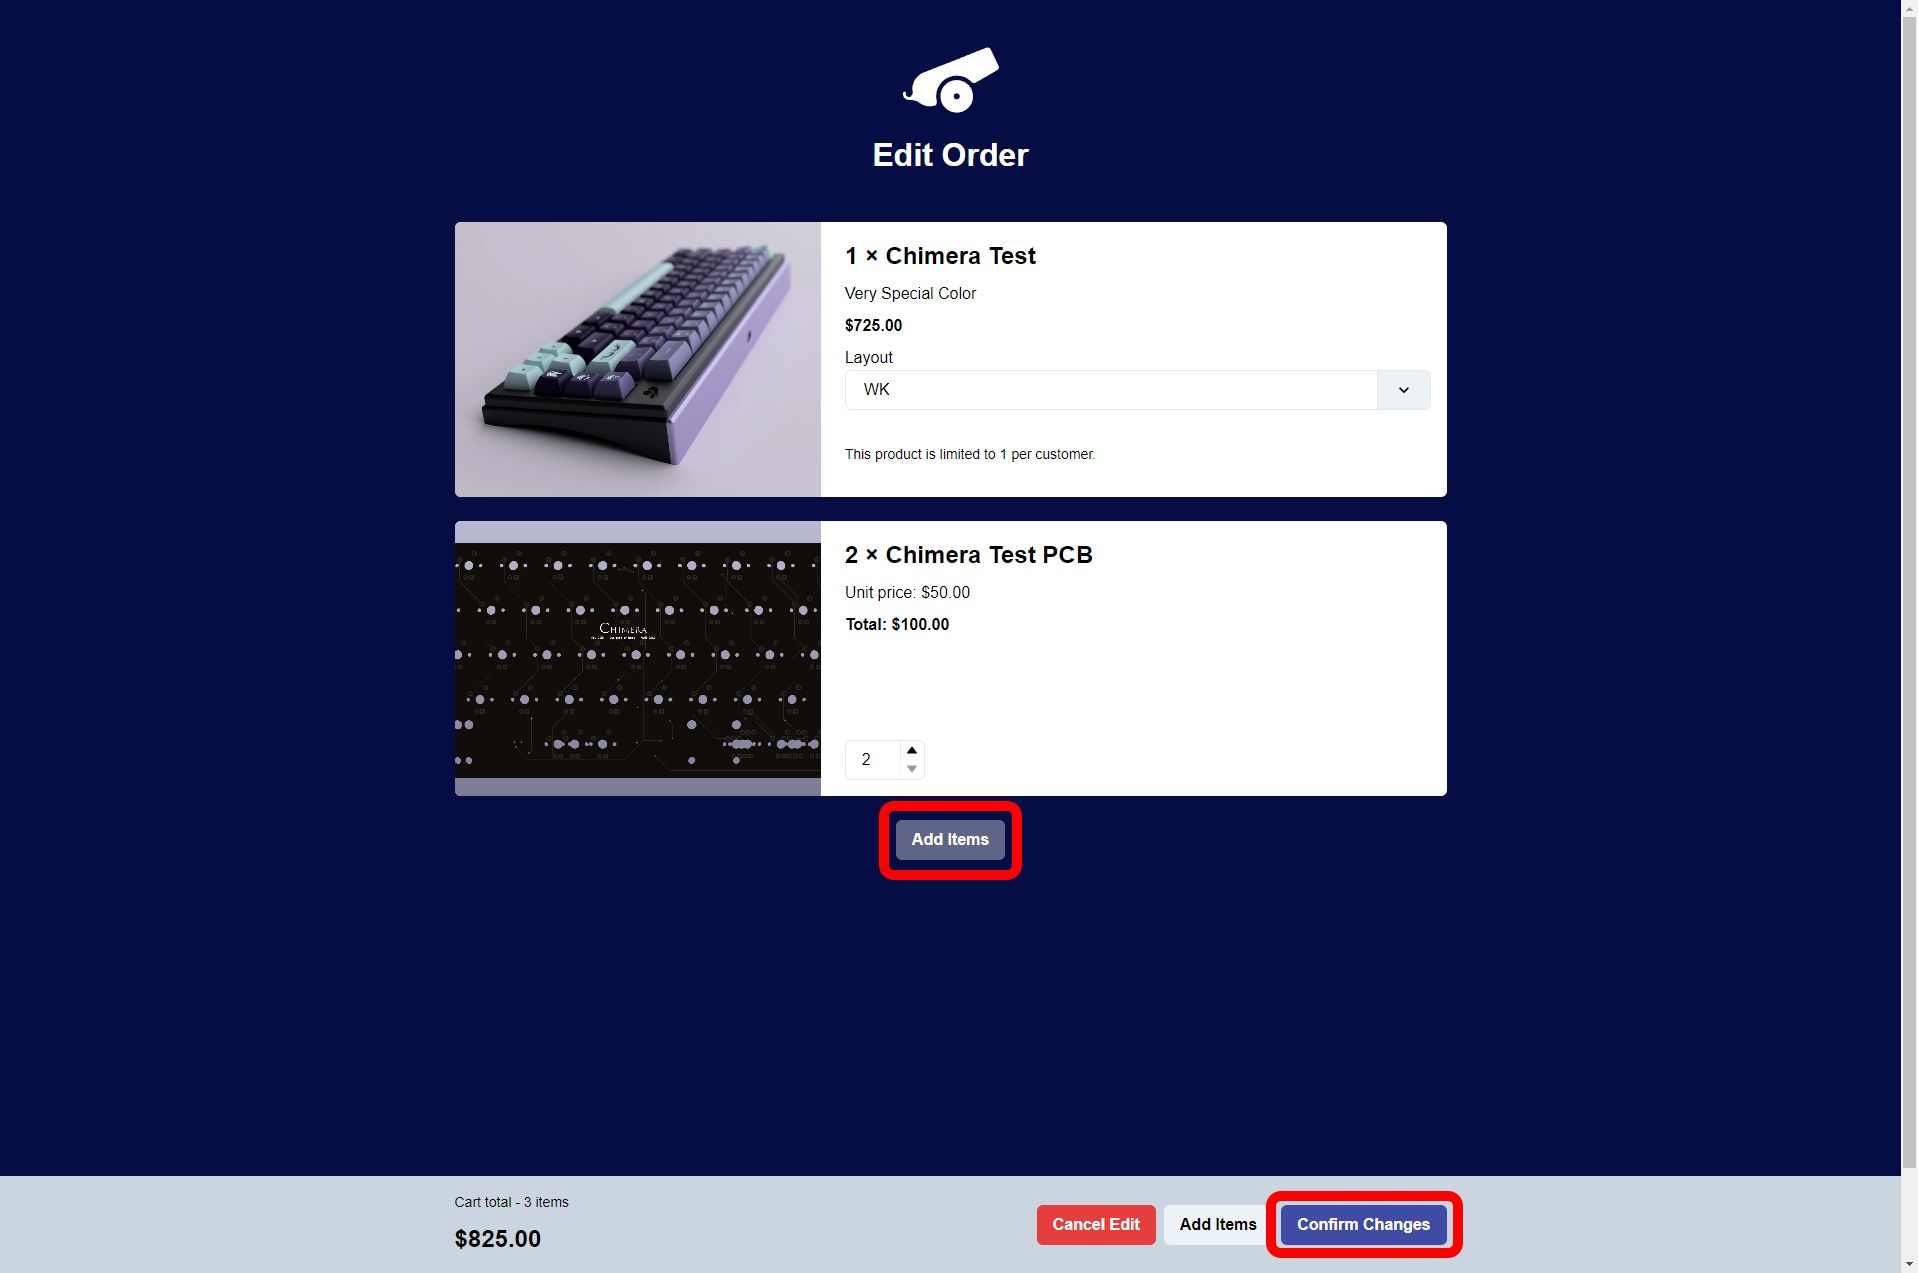 Edit Order
1 × Chimera Test
Very Special Color
$725.00
Layout
WK
This product is limited to 1 per customer.
CHIMERA
2 × Chimera Test PCB
Unit price: $50.00
Total: $100.00
2
Add Items
Cart total - 3 items
$825.00
Cancel Edit
Add Items
Confirm Changes